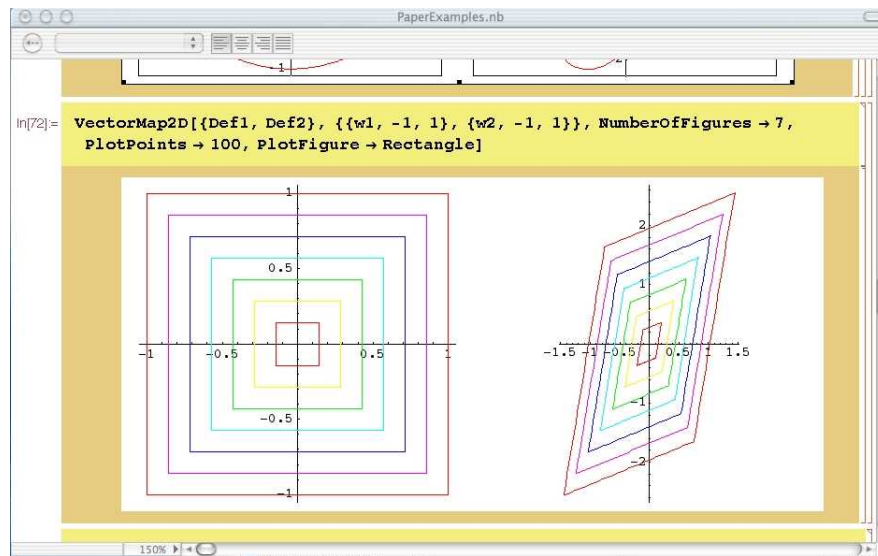 PaperExamples.nb
-1
2
In[72]:= VectorMap2D[{Def1, Def2}, {{w1, -1, 1}, {w2, -1, 1}}, NumberOfFigures → 7,
PlotPoints → 100, PlotFigure → Rectangle]
1
0.5
-1 -0.5 0.5 1
-0.5
-1
2
1
-1.5 -1 -0.5 0.5 1 1.5
-1
-2
150%